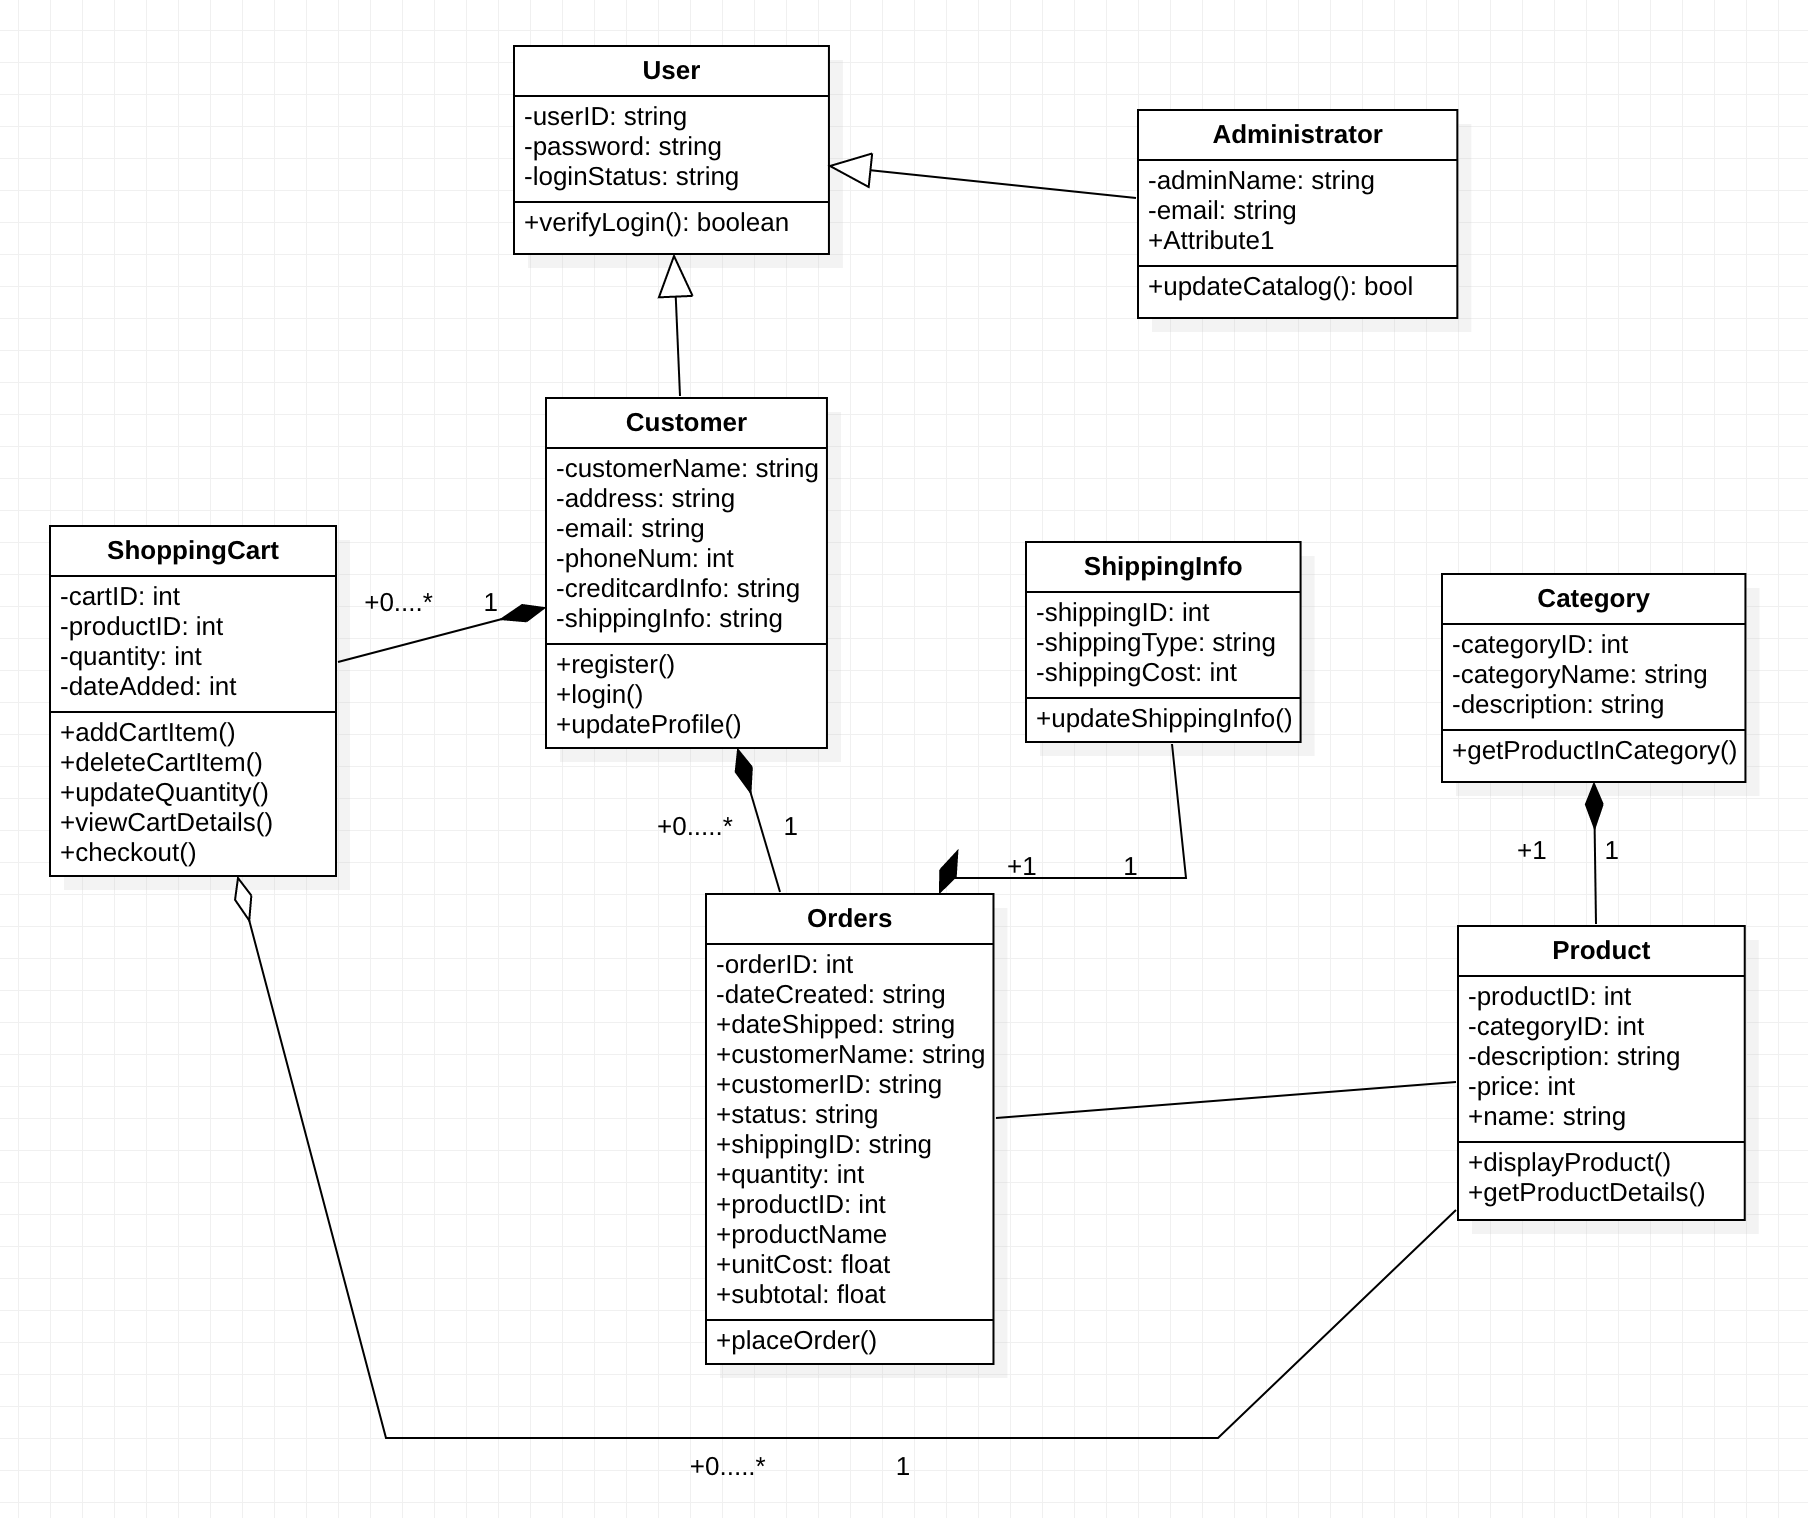 User
-userID: string
-password: string
-loginStatus: string
+verifyLogin(): boolean
Administrator
-adminName: string
-email: string
+Attribute1
+updateCatalog(): bool
Customer
-customerName: string
-address: string
-email: string
-phoneNum: int
-creditcardInfo: string
-shippingInfo: string
+register()
+login()
+updateProfile()
ShoppingCart
-cartID: int
-productID: int
-quantity: int
-dateAdded: int
+addCartItem()
+deleteCartItem()
+updateQuantity()
+viewCartDetails()
+checkout()
+0....* 1
ShippingInfo
-shippingID: int
-shippingType: string
-shippingCost: int
+updateShippingInfo()
Category
-categoryID: int
-categoryName: string
-description: string
+getProductInCategory()
+0.....* 1
+1 1
+1 1
Orders
-orderID: int
-dateCreated: string
+dateShipped: string
+customerName: string
+customerID: string
+status: string
+shippingID: string
+quantity: int
+productID: int
+productName
+unitCost: float
+subtotal: float
+placeOrder()
Product
-productID: int
-categoryID: int
-description: string
-price: int
+name: string
+displayProduct()
+getProductDetails()
+0.....* 1